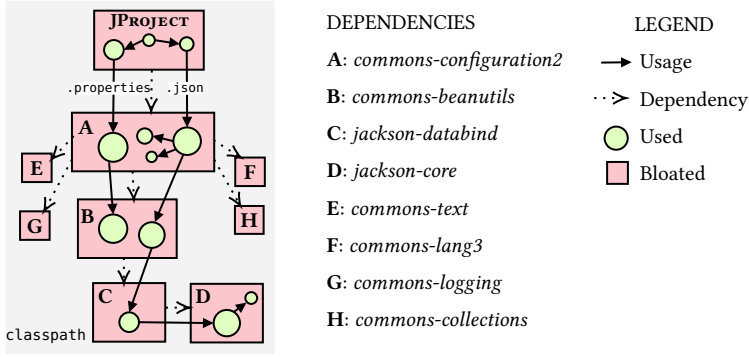 JPROJECT
.properties .json
A
E
F
G
H
B
C
D
classpath
DEPENDENCIES
A: commons-configuration2
B: commons-beanutils
C: jackson-databind
D: jackson-core
E: commons-text
F: commons-lang3
G: commons-logging
H: commons-collections
LEGEND
Usage
Dependency
Used
Bloated